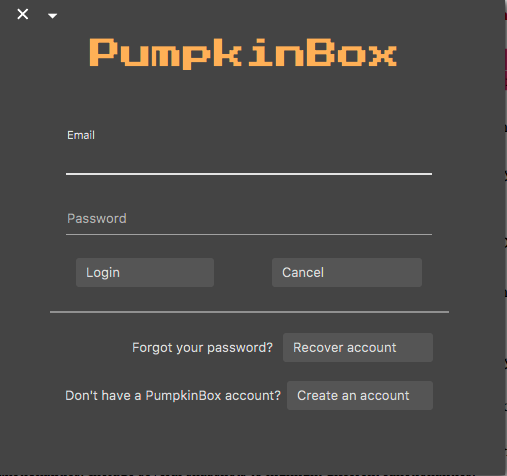 PumpkinBox
Email
Password
Login Cancel
Forgot your password? Recover account
Don't have a PumpkinBox account? Create an account